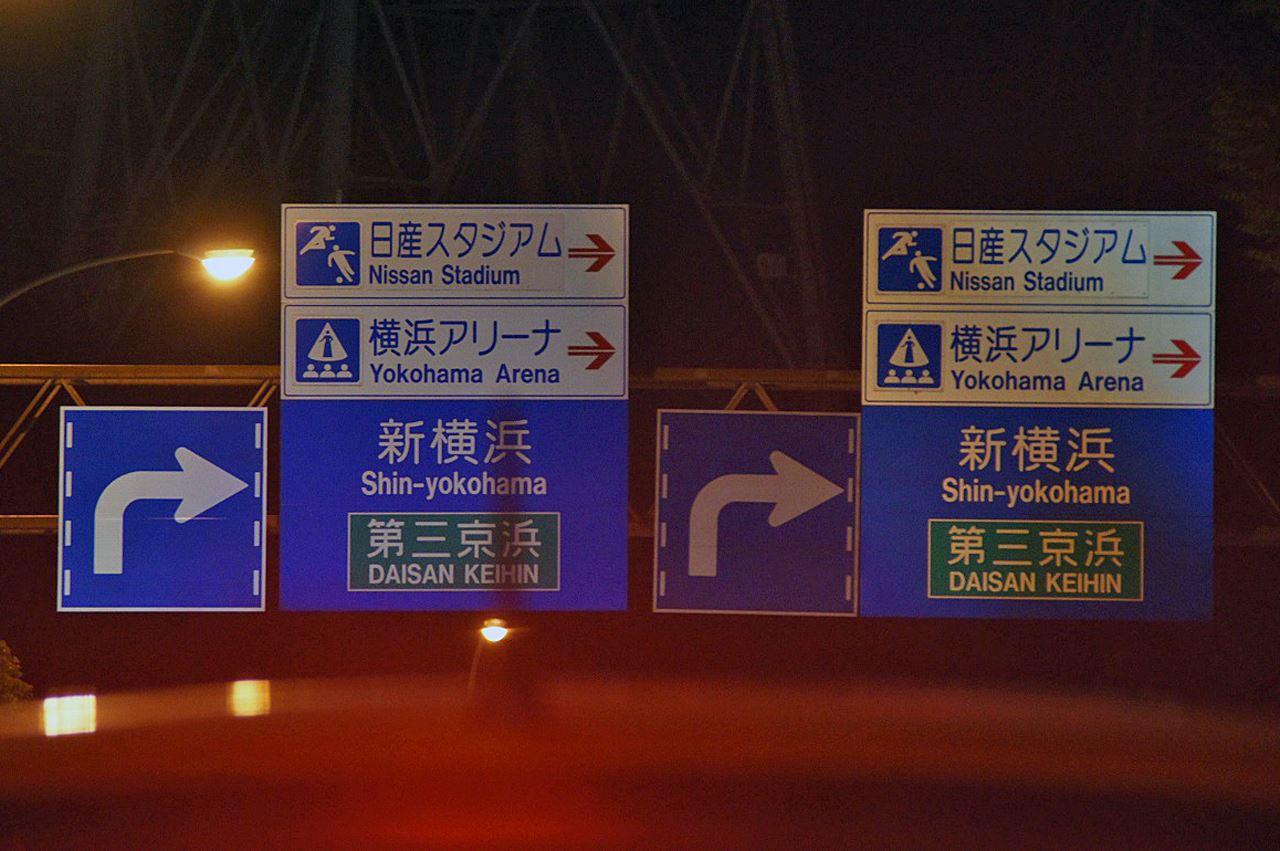 日産スタジアム
Nissan Stadium
横浜アリーナ
Yokohama Arena
新横浜
Shin-yokohama
第三京浜
DAISAN KEIHIN
日産スタジアム
Nissan Stadium
横浜アリーナ
Yokohama Arena
新横浜
Shin-yokohama
第三京浜
DAISAN KEIHIN